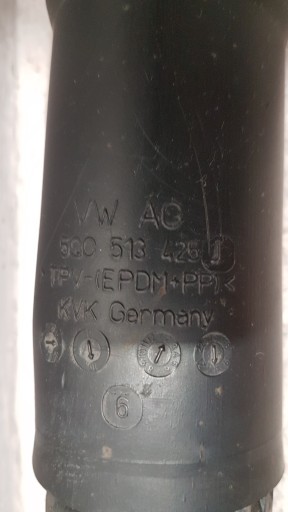 VW AG
5Q0 513 425 J
>TPV-(EPDM+PP)<
KVK Germany
6